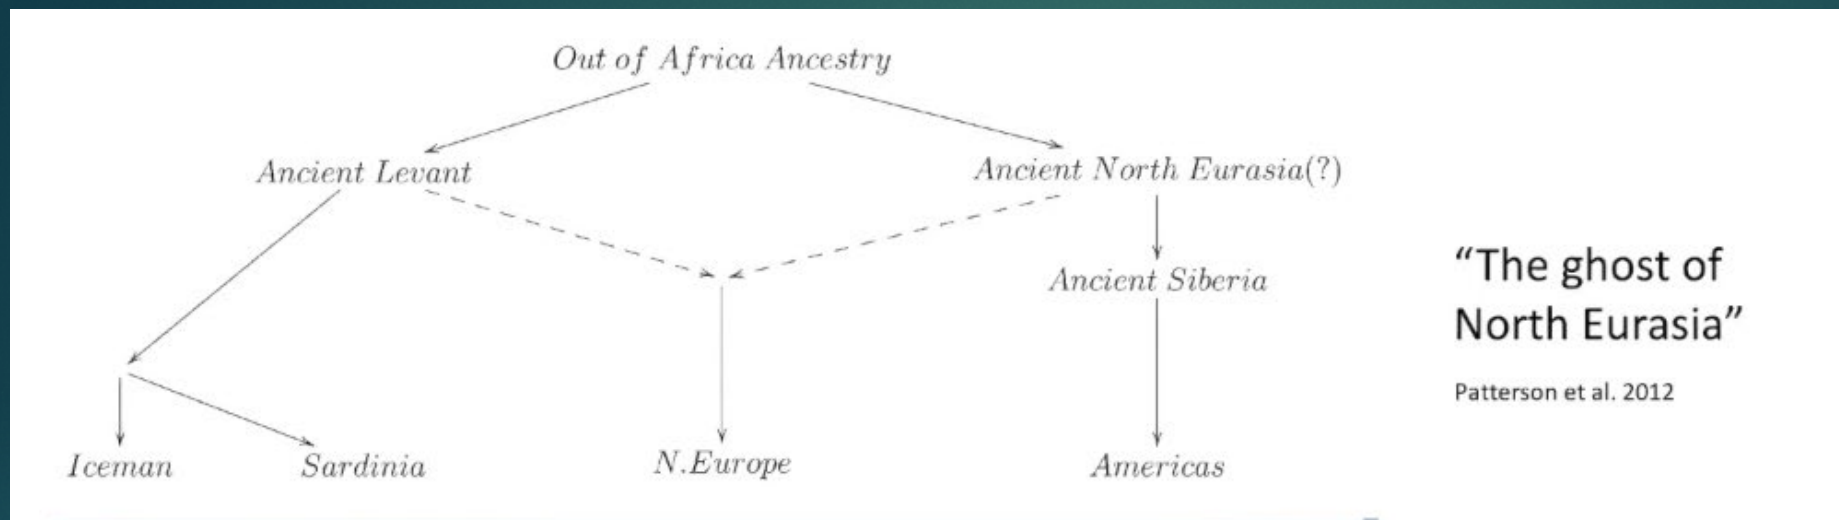 Out of Africa Ancestry
Ancient Levant
Ancient North Eurasia(?)
Ancient Siberia
Iceman
Sardinia
N.Europe
Americas
“The ghost of
North Eurasia”
Patterson et al. 2012